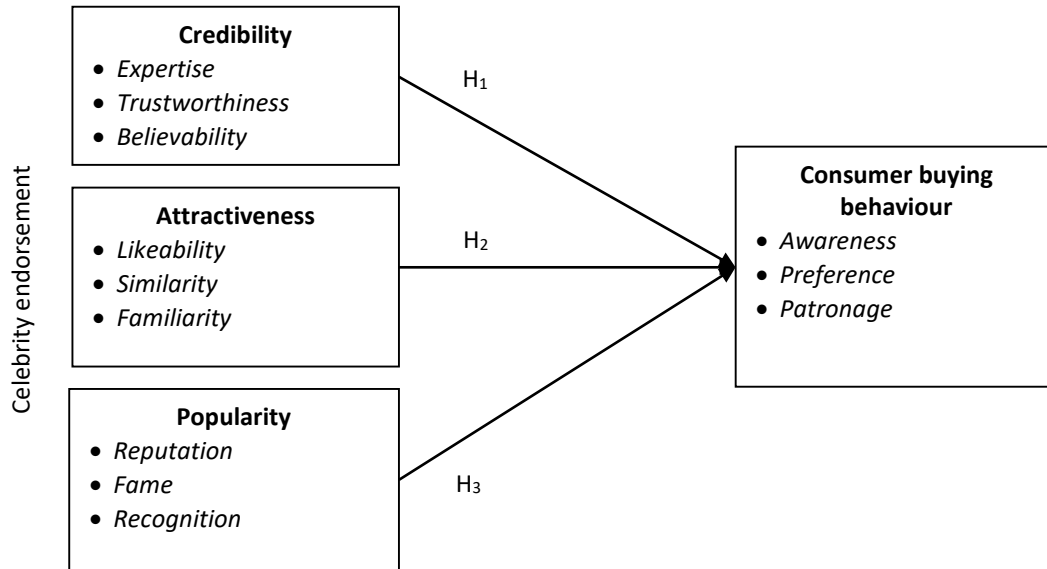 Celebrity endorsement
Credibility
• Expertise
• Trustworthiness
• Believability
H₁
Attractiveness
• Likeability
• Similarity
• Familiarity
H₂
Popularity
• Reputation
• Fame
• Recognition
H₃
Consumer buying
behaviour
• Awareness
• Preference
• Patronage